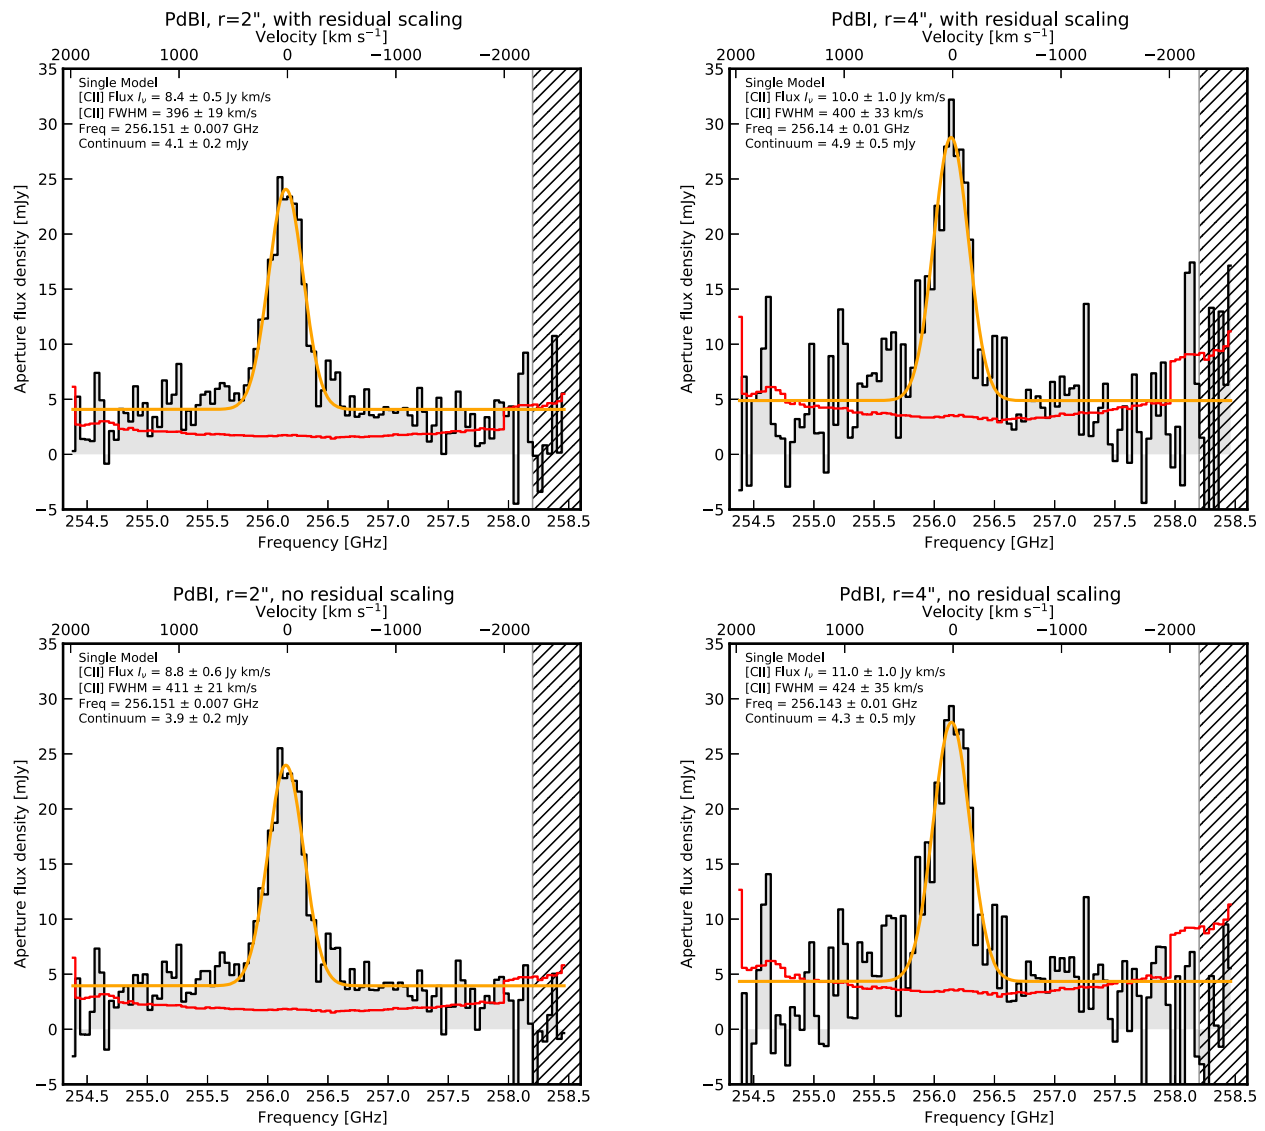 PdBI, r=2", with residual scaling
Velocity [km s⁻¹]
2000 1000 0 −1000 −2000
Single Model
[CII] Flux Iν = 8.4 ± 0.5 Jy km/s
[CII] FWHM = 396 ± 19 km/s
Freq = 256.151 ± 0.007 GHz
Continuum = 4.1 ± 0.2 mJy
35
30
25
20
15
10
5
0
−5
Aperture flux density [mJy]
254.5 255.0 255.5 256.0 256.5 257.0 257.5 258.0 258.5
Frequency [GHz]
PdBI, r=4", with residual scaling
Velocity [km s⁻¹]
2000 1000 0 −1000 −2000
Single Model
[CII] Flux Iν = 10.0 ± 1.0 Jy km/s
[CII] FWHM = 400 ± 33 km/s
Freq = 256.14 ± 0.01 GHz
Continuum = 4.9 ± 0.5 mJy
35
30
25
20
15
10
5
0
−5
Aperture flux density [mJy]
254.5 255.0 255.5 256.0 256.5 257.0 257.5 258.0 258.5
Frequency [GHz]
PdBI, r=2", no residual scaling
Velocity [km s⁻¹]
2000 1000 0 −1000 −2000
Single Model
[CII] Flux Iν = 8.8 ± 0.6 Jy km/s
[CII] FWHM = 411 ± 21 km/s
Freq = 256.151 ± 0.007 GHz
Continuum = 3.9 ± 0.2 mJy
35
30
25
20
15
10
5
0
−5
Aperture flux density [mJy]
254.5 255.0 255.5 256.0 256.5 257.0 257.5 258.0 258.5
Frequency [GHz]
PdBI, r=4", no residual scaling
Velocity [km s⁻¹]
2000 1000 0 −1000 −2000
Single Model
[CII] Flux Iν = 11.0 ± 1.0 Jy km/s
[CII] FWHM = 424 ± 35 km/s
Freq = 256.143 ± 0.01 GHz
Continuum = 4.3 ± 0.5 mJy
35
30
25
20
15
10
5
0
−5
Aperture flux density [mJy]
254.5 255.0 255.5 256.0 256.5 257.0 257.5 258.0 258.5
Frequency [GHz]